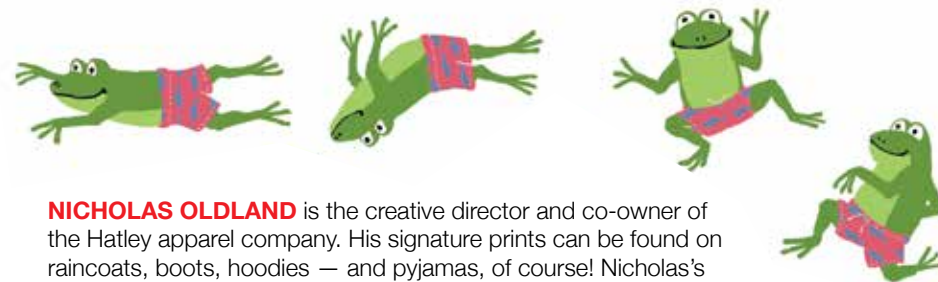 NICHOLAS OLDLAND is the creative director and co-owner of
the Hatley apparel company. His signature prints can be found on
raincoats, boots, hoodies — and pyjamas, of course! Nicholas’s